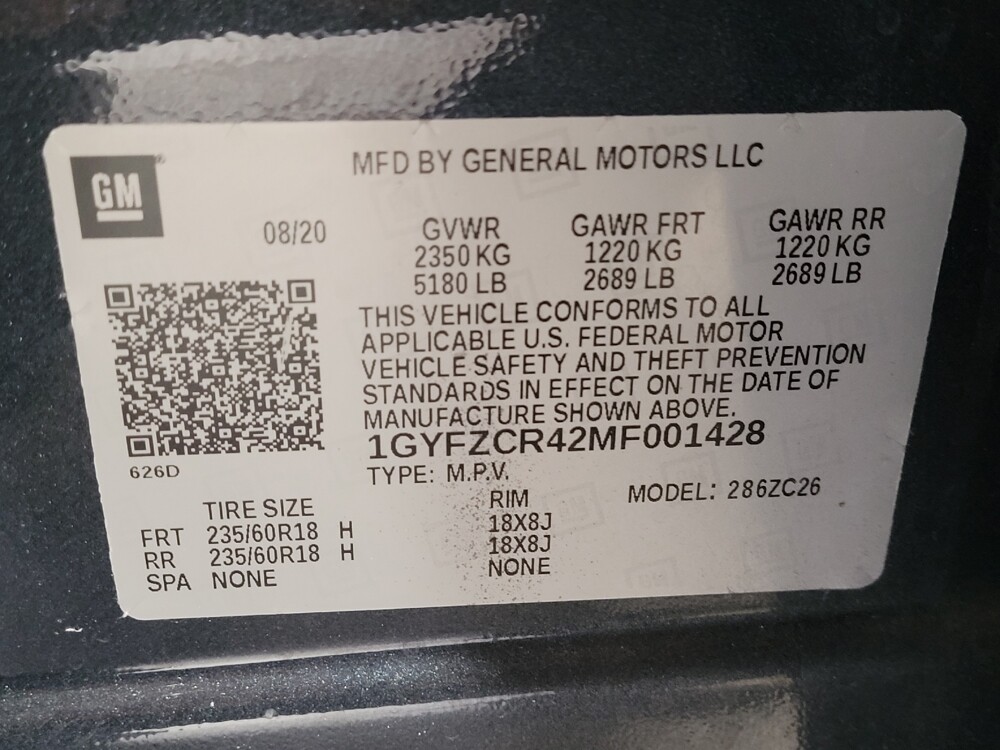 GM
MFD BY GENERAL MOTORS LLC
08/20
GVWR GAWR FRT GAWR RR
2350 KG 1220 KG 1220 KG
5180 LB 2689 LB 2689 LB
THIS VEHICLE CONFORMS TO ALL
APPLICABLE U.S. FEDERAL MOTOR
VEHICLE SAFETY AND THEFT PREVENTION
STANDARDS IN EFFECT ON THE DATE OF
MANUFACTURE SHOWN ABOVE.
1GYFZCR42MF001428
626D
TYPE: M.P.V.
MODEL: 286ZC26
TIRE SIZE RIM
FRT 235/60R18 H 18X8J
RR 235/60R18 H 18X8J
SPA NONE NONE